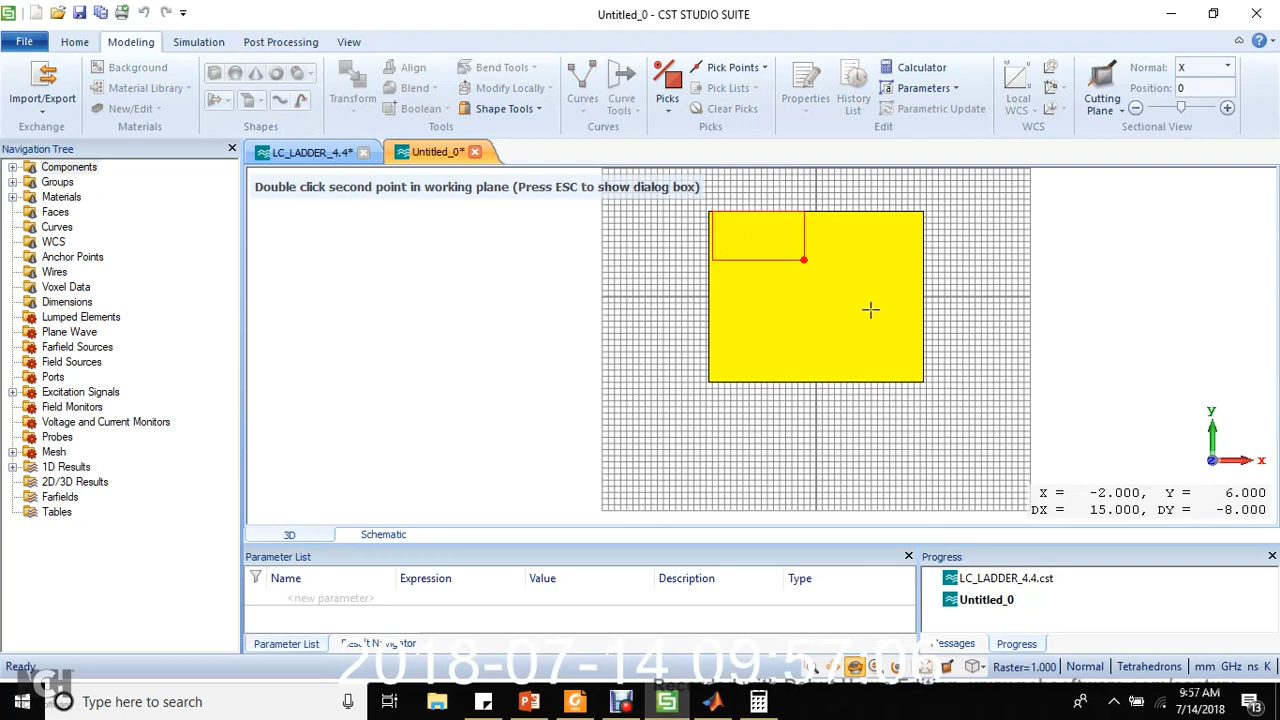 Untitled_0 - CST STUDIO SUITE
File Home Modeling Simulation Post Processing View
Import/Export
Exchange
Background
Material Library
New/Edit
Materials
Shapes
Transform
Align
Blend
Boolean
Bend Tools
Modify Locally
Shape Tools
Tools
Curves
Curve Tools
Curves
Picks
Pick Points
Pick Lists
Clear Picks
Picks
Properties
History List
Calculator
Parameters
Parametric Update
Edit
Local WCS
WCS
Cutting Plane
Normal: X
Position: 0
Sectional View
Navigation Tree
Components
Groups
Materials
Faces
Curves
WCS
Anchor Points
Wires
Voxel Data
Dimensions
Lumped Elements
Plane Wave
Farfield Sources
Field Sources
Ports
Excitation Signals
Field Monitors
Voltage and Current Monitors
Probes
Mesh
1D Results
2D/3D Results
Farfields
Tables
LC_LADDER_4.4*
Untitled_0*
Double click second point in working plane (Press ESC to show dialog box)
y
x
X = -2.000, Y = 6.000
DX = 15.000, DY = -8.000
3D Schematic
Parameter List
Name Expression Value Description Type
<new parameter>
Parameter List Result Navigator
Progress
LC_LADDER_4.4.cst
Untitled_0
Messages Progress
2018-07-14 09:57:06
Ready
Raster=1.000 Normal Tetrahedrons mm GHz ns K
NCH
Type here to search
9:57 AM
7/14/2018
13